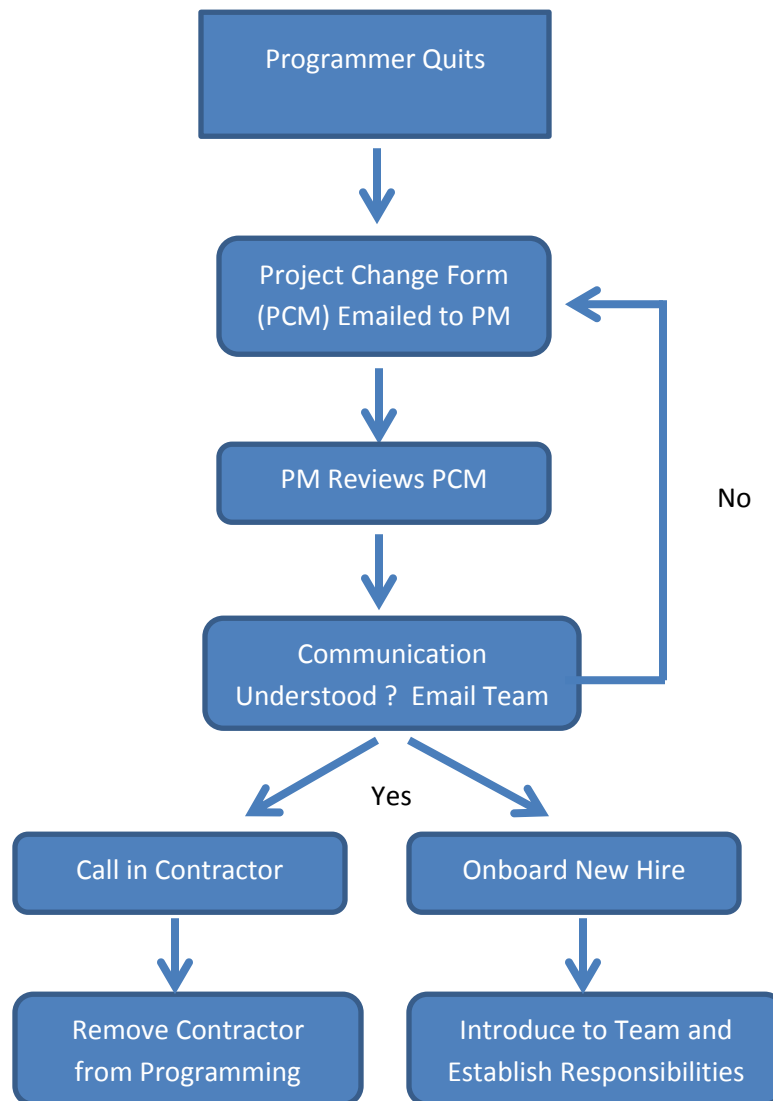 Programmer Quits
Project Change Form
(PCM) Emailed to PM
PM Reviews PCM
No
Communication
Understood ?  Email Team
Yes
Call in Contractor
Onboard New Hire
Remove Contractor
from Programming
Introduce to Team and
Establish Responsibilities